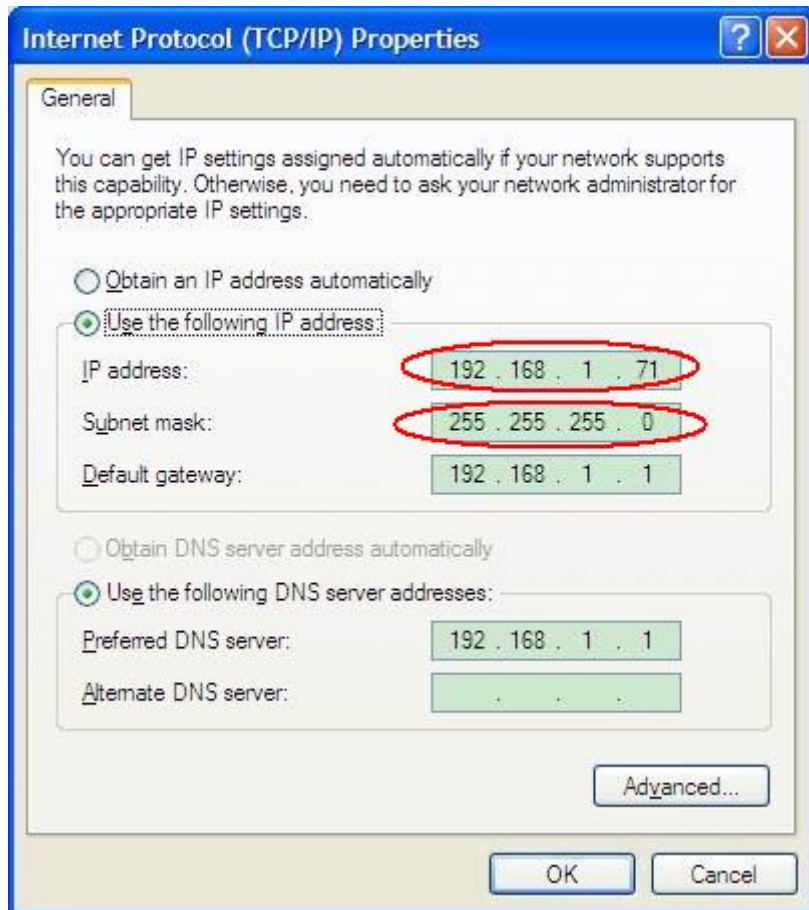 Internet Protocol (TCP/IP) Properties
General
You can get IP settings assigned automatically if your network supports
this capability. Otherwise, you need to ask your network administrator for
the appropriate IP settings.
Obtain an IP address automatically
Use the following IP address:
IP address: 192 . 168 . 1 . 71
Subnet mask: 255 . 255 . 255 . 0
Default gateway: 192 . 168 . 1 . 1
Obtain DNS server address automatically
Use the following DNS server addresses:
Preferred DNS server: 192 . 168 . 1 . 1
Alternate DNS server: . . .
Advanced...
OK Cancel